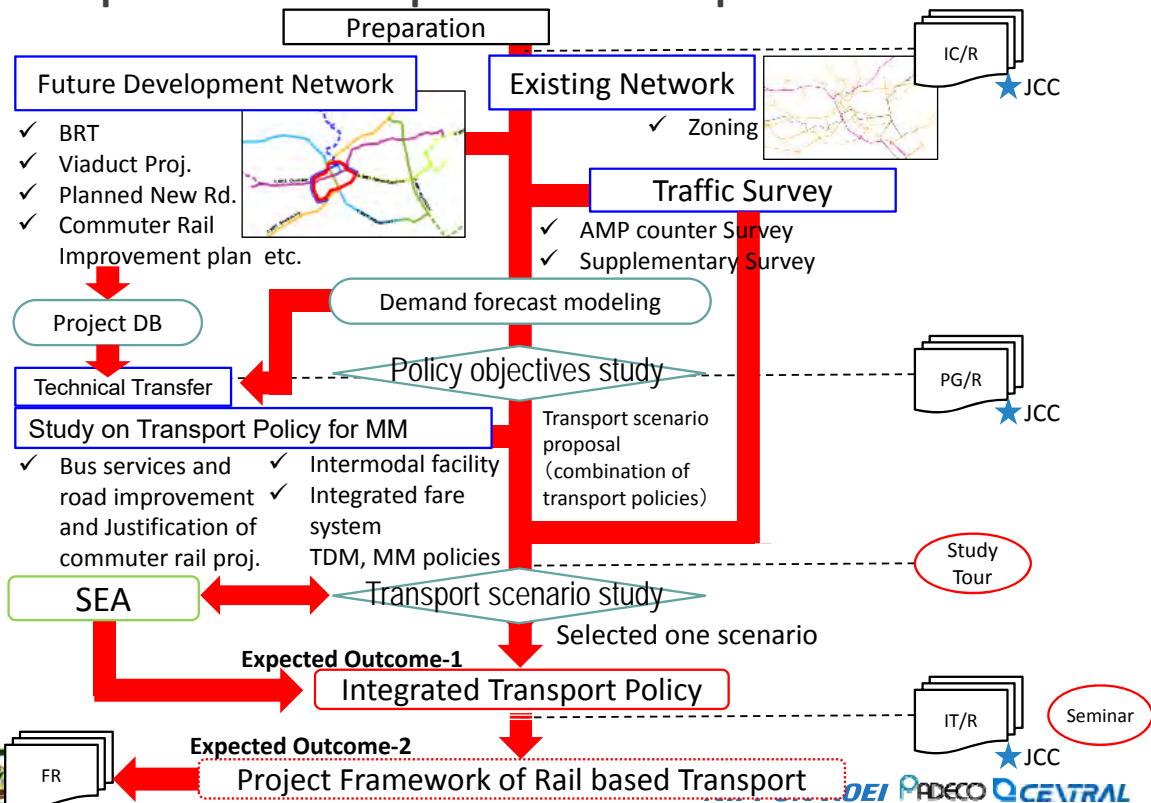 Preparation
IC/R
JCC
Future Development Network
Existing Network
✓ BRT
✓ Viaduct Proj.
✓ Planned New Rd.
✓ Commuter Rail
Improvement plan etc.
✓ Zoning
Traffic Survey
✓ AMP counter Survey
✓ Supplementary Survey
Project DB
Demand forecast modeling
Policy objectives study
PG/R
JCC
Technical Transfer
Study on Transport Policy for MM
✓ Bus services and
road improvement
and Justification of
commuter rail proj.
✓ Intermodal facility
✓ Integrated fare
system
TDM, MM policies
Transport scenario
proposal
（combination of
transport policies）
Study
Tour
SEA
Transport scenario study
Selected one scenario
Expected Outcome-1
Integrated Transport Policy
IT/R
JCC
Seminar
Expected Outcome-2
FR
Project Framework of Rail based Transport
OEI PADECO CENTRAL